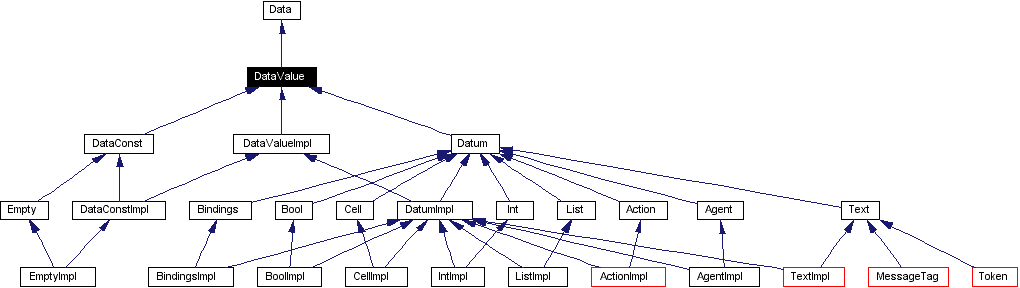 Data
DataValue
DataConst DataValueImpl Datum
Empty DataConstImpl Bindings Bool Cell DatumImpl Int List Action Agent Text
EmptyImpl BindingsImpl BoolImpl CellImpl IntImpl ListImpl ActionImpl AgentImpl TextImpl MessageTag Token